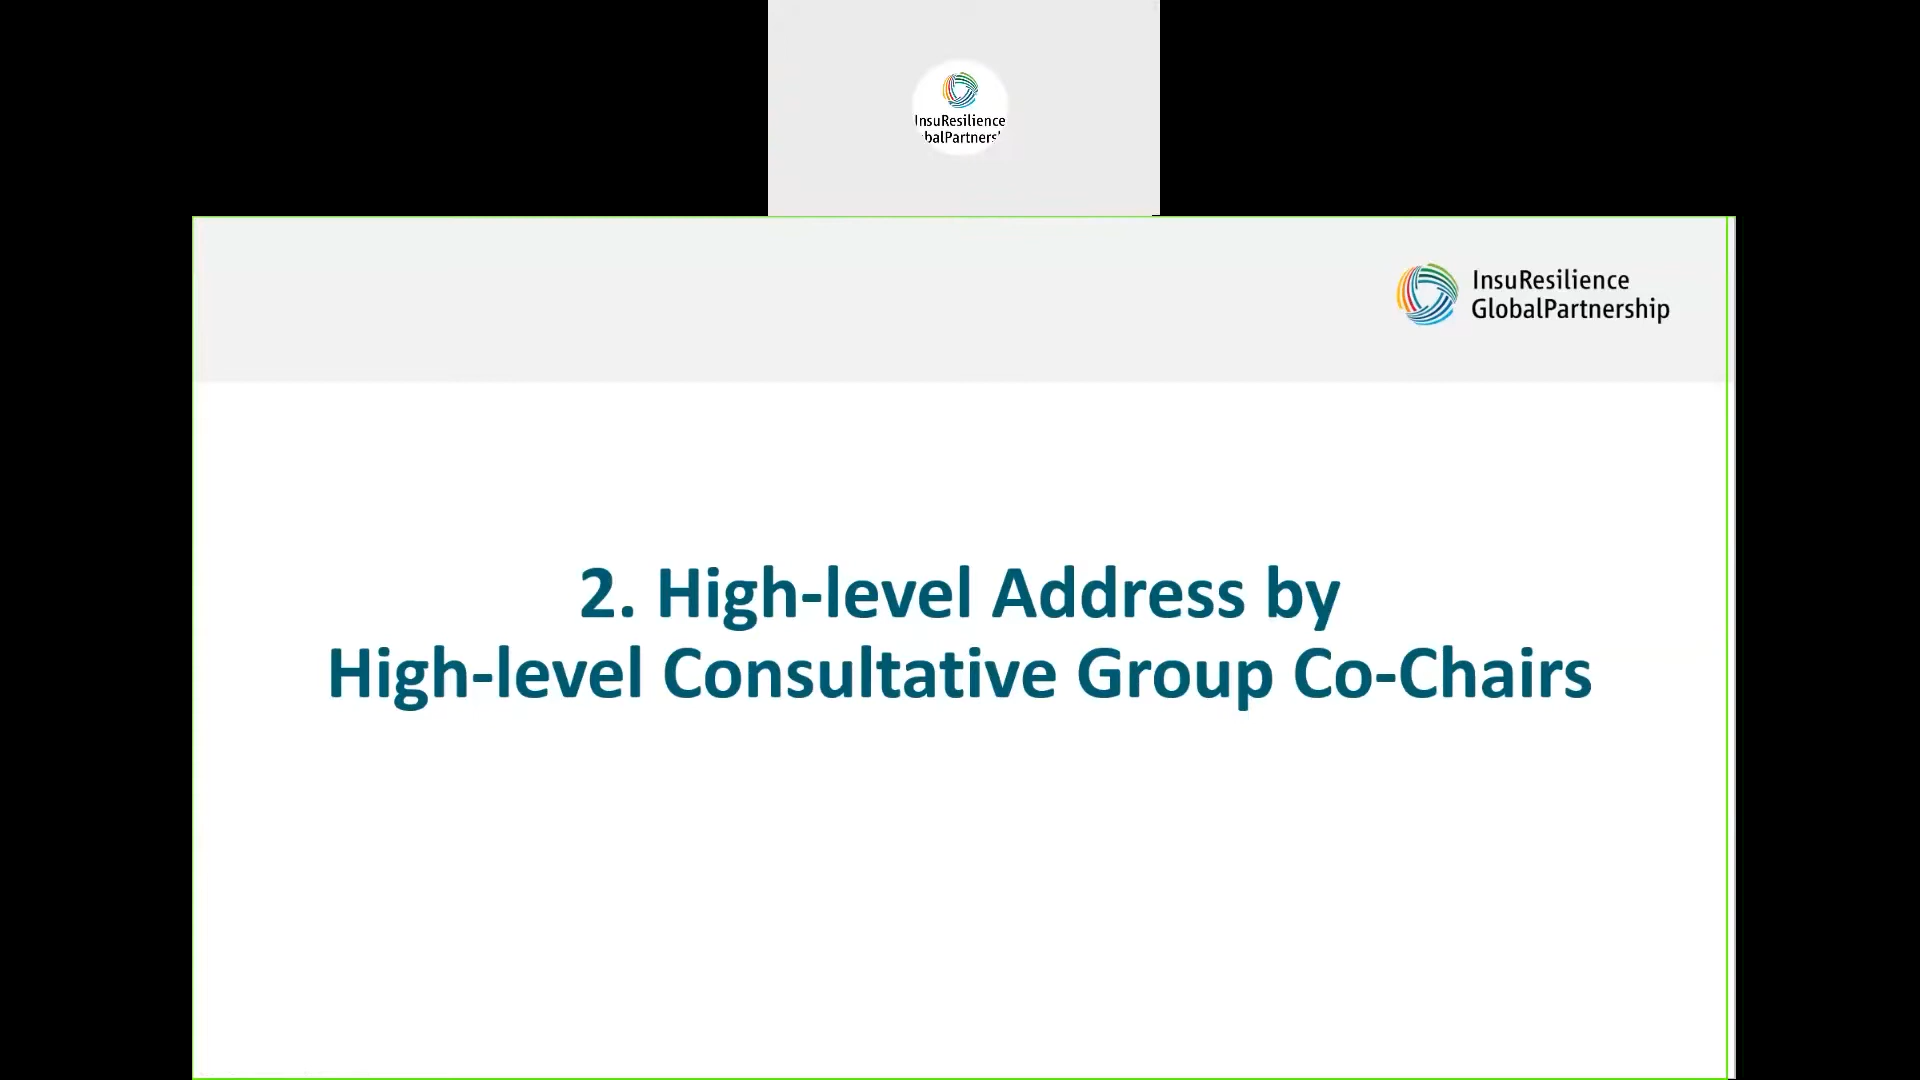 InsuResilience
InsuResilience
GlobalPartnership
2. High-level Address by
High-level Consultative Group Co-Chairs